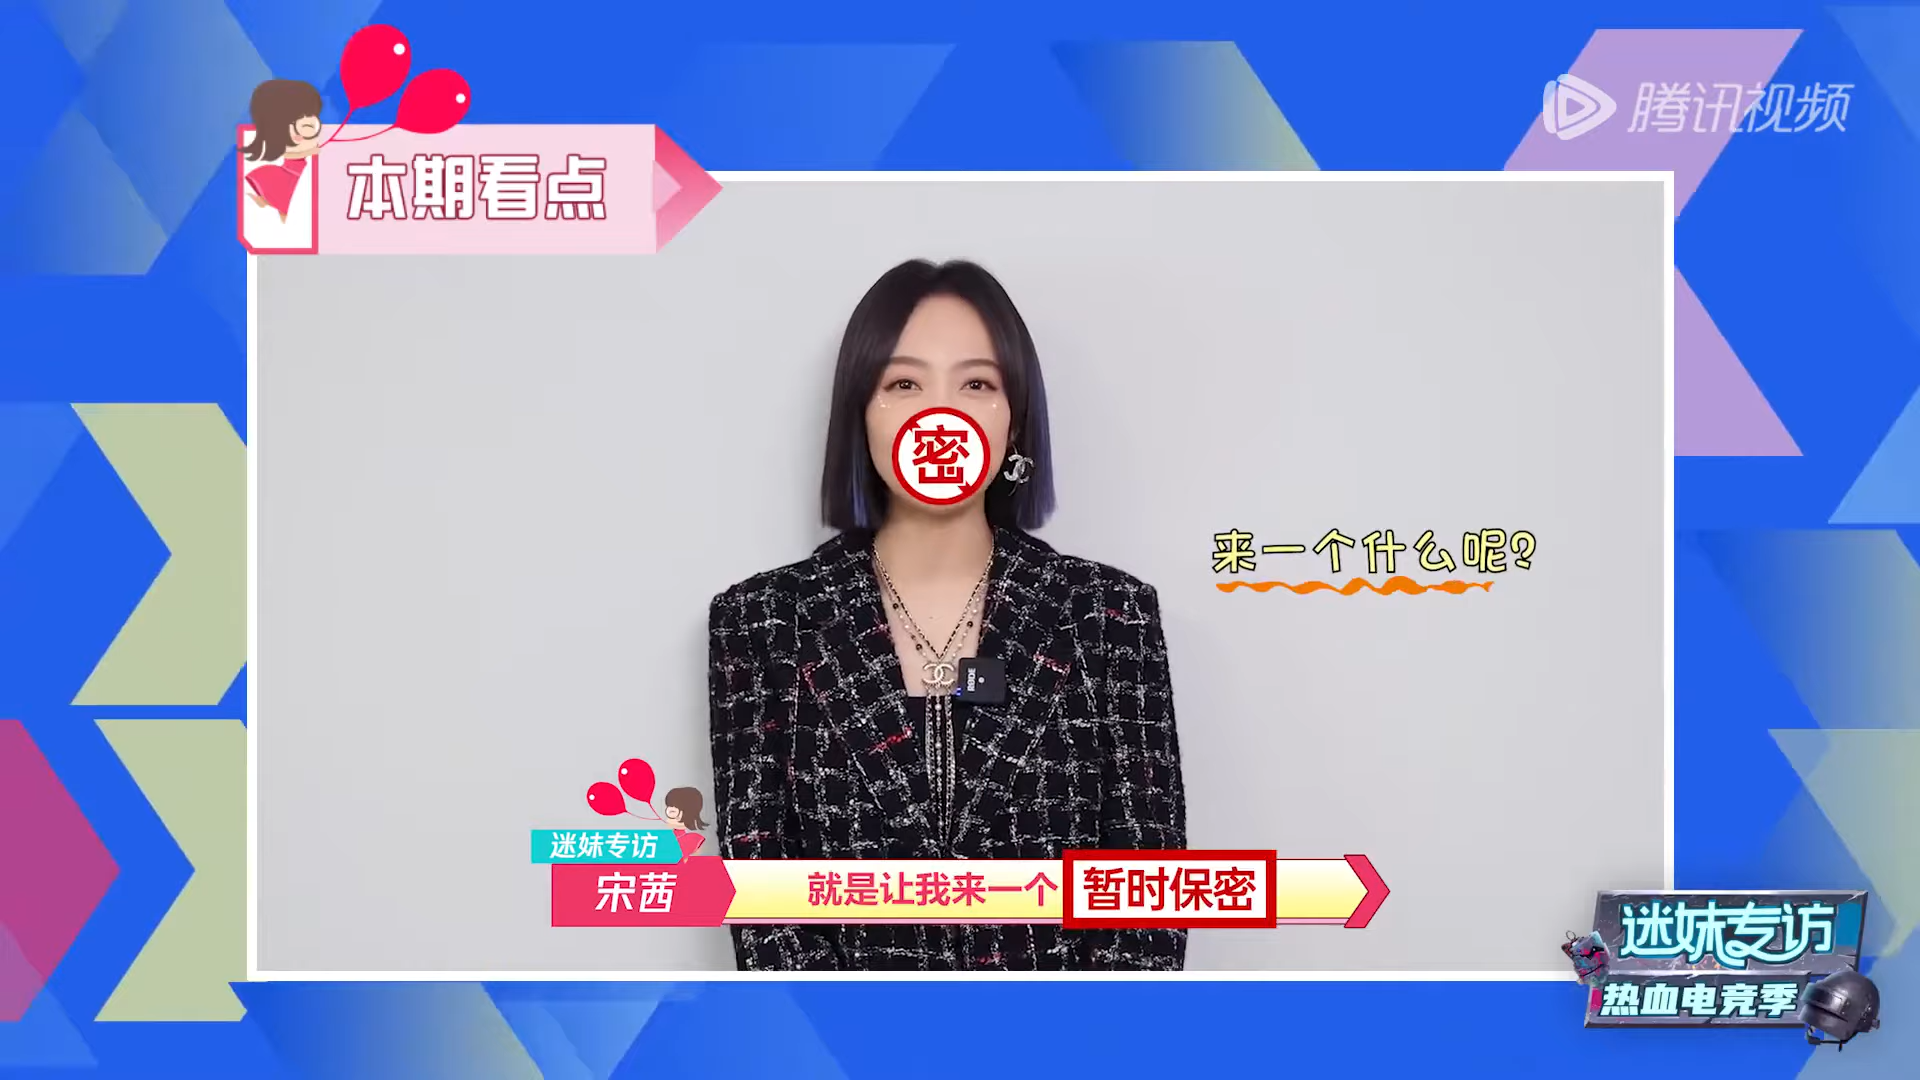 腾讯视频
本期看点
密
来一个什么呢?
RØDE
迷妹专访
宋茜
就是让我来一个 暂时保密
迷妹专访
热血电竞季